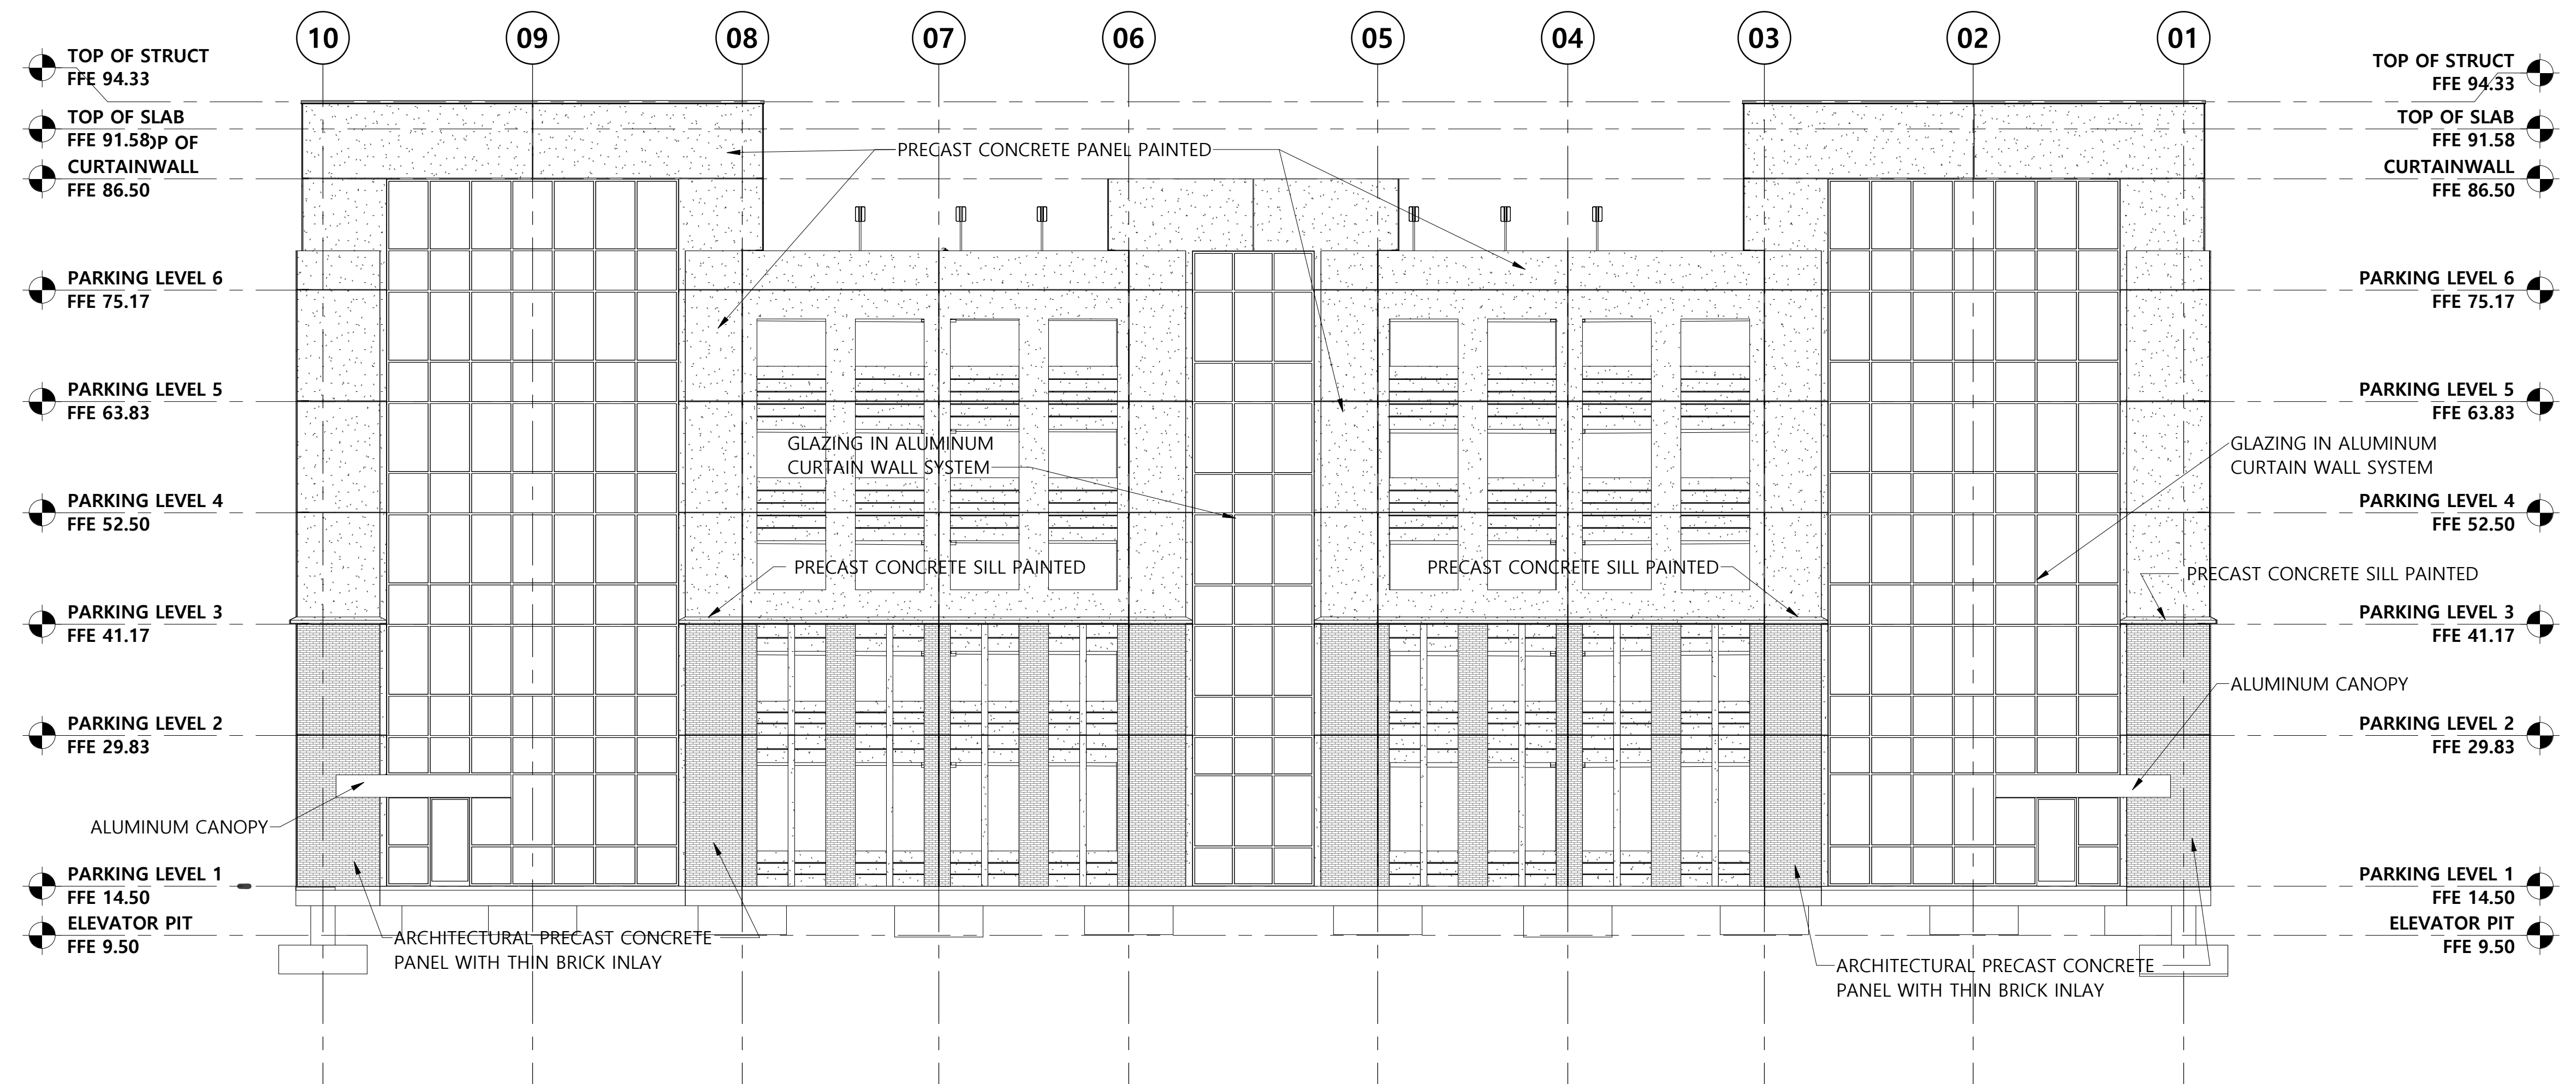 10 09 08 07 06 05 04 03 02 01
TOP OF STRUCT
FFE 94.33
TOP OF SLAB
FFE 91.58
OP OF
CURTAINWALL
FFE 86.50
PARKING LEVEL 6
FFE 75.17
PARKING LEVEL 5
FFE 63.83
PARKING LEVEL 4
FFE 52.50
PARKING LEVEL 3
FFE 41.17
PARKING LEVEL 2
FFE 29.83
PARKING LEVEL 1
FFE 14.50
ELEVATOR PIT
FFE 9.50
PRECAST CONCRETE PANEL PAINTED
GLAZING IN ALUMINUM
CURTAIN WALL SYSTEM
PRECAST CONCRETE SILL PAINTED
PRECAST CONCRETE SILL PAINTED
ALUMINUM CANOPY
ARCHITECTURAL PRECAST CONCRETE
PANEL WITH THIN BRICK INLAY
ARCHITECTURAL PRECAST CONCRETE
PANEL WITH THIN BRICK INLAY
GLAZING IN ALUMINUM
CURTAIN WALL SYSTEM
PRECAST CONCRETE SILL PAINTED
ALUMINUM CANOPY
TOP OF STRUCT
FFE 94.33
TOP OF SLAB
FFE 91.58
CURTAINWALL
FFE 86.50
PARKING LEVEL 6
FFE 75.17
PARKING LEVEL 5
FFE 63.83
PARKING LEVEL 4
FFE 52.50
PARKING LEVEL 3
FFE 41.17
PARKING LEVEL 2
FFE 29.83
PARKING LEVEL 1
FFE 14.50
ELEVATOR PIT
FFE 9.50